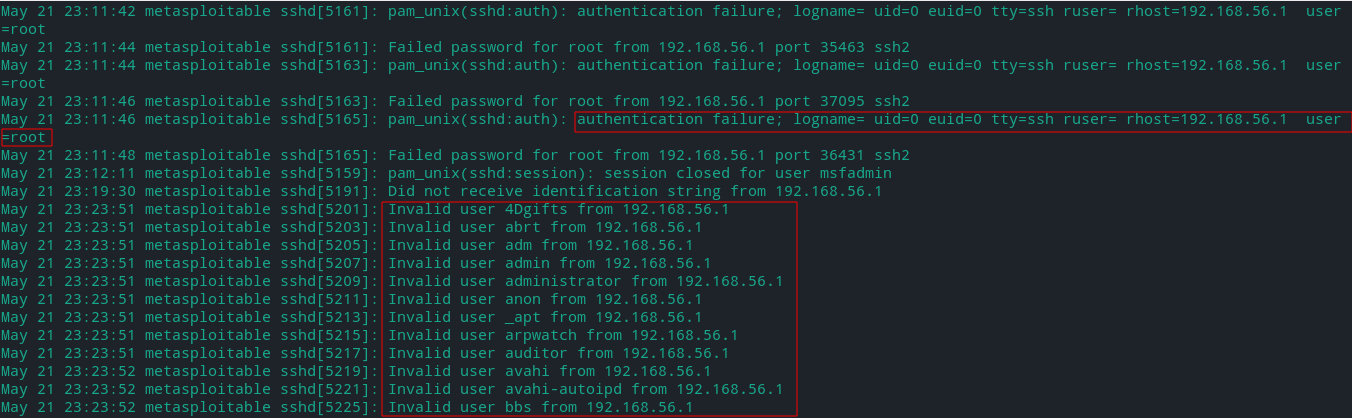 May 21 23:11:42 metasploitable sshd[5161]: pam_unix(sshd:auth): authentication failure; logname= uid=0 euid=0 tty=ssh ruser= rhost=192.168.56.1  user
=root
May 21 23:11:44 metasploitable sshd[5161]: Failed password for root from 192.168.56.1 port 35463 ssh2
May 21 23:11:44 metasploitable sshd[5163]: pam_unix(sshd:auth): authentication failure; logname= uid=0 euid=0 tty=ssh ruser= rhost=192.168.56.1  user
=root
May 21 23:11:46 metasploitable sshd[5163]: Failed password for root from 192.168.56.1 port 37095 ssh2
May 21 23:11:46 metasploitable sshd[5165]: pam_unix(sshd:auth): authentication failure; logname= uid=0 euid=0 tty=ssh ruser= rhost=192.168.56.1  user
=root
May 21 23:11:48 metasploitable sshd[5165]: Failed password for root from 192.168.56.1 port 36431 ssh2
May 21 23:12:11 metasploitable sshd[5159]: pam_unix(sshd:session): session closed for user msfadmin
May 21 23:19:30 metasploitable sshd[5191]: Did not receive identification string from 192.168.56.1
May 21 23:23:51 metasploitable sshd[5201]: Invalid user 4Dgifts from 192.168.56.1
May 21 23:23:51 metasploitable sshd[5203]: Invalid user abrt from 192.168.56.1
May 21 23:23:51 metasploitable sshd[5205]: Invalid user adm from 192.168.56.1
May 21 23:23:51 metasploitable sshd[5207]: Invalid user admin from 192.168.56.1
May 21 23:23:51 metasploitable sshd[5209]: Invalid user administrator from 192.168.56.1
May 21 23:23:51 metasploitable sshd[5211]: Invalid user anon from 192.168.56.1
May 21 23:23:51 metasploitable sshd[5213]: Invalid user _apt from 192.168.56.1
May 21 23:23:51 metasploitable sshd[5215]: Invalid user arpwatch from 192.168.56.1
May 21 23:23:51 metasploitable sshd[5217]: Invalid user auditor from 192.168.56.1
May 21 23:23:52 metasploitable sshd[5219]: Invalid user avahi from 192.168.56.1
May 21 23:23:52 metasploitable sshd[5221]: Invalid user avahi-autoipd from 192.168.56.1
May 21 23:23:52 metasploitable sshd[5225]: Invalid user bbs from 192.168.56.1